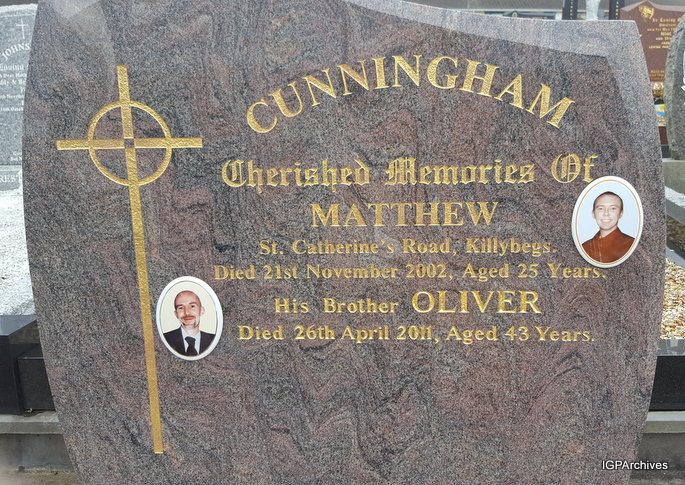 CUNNINGHAM
Cherished Memories Of
MATTHEW
St. Catherine's Road, Killybegs.
Died 21st November 2002, Aged 25 Years.
His Brother OLIVER
Died 26th April 2011, Aged 43 Years.
IGPArchives